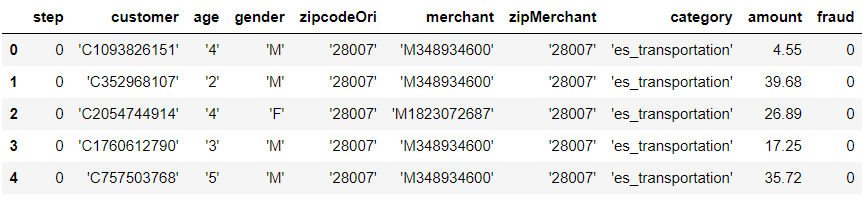 step customer age gender zipcodeOri merchant zipMerchant category amount fraud
0 0 'C1093826151' '4' 'M' '28007' 'M348934600' '28007' 'es_transportation' 4.55 0
1 0 'C352968107' '2' 'M' '28007' 'M348934600' '28007' 'es_transportation' 39.68 0
2 0 'C2054744914' '4' 'F' '28007' 'M1823072687' '28007' 'es_transportation' 26.89 0
3 0 'C1760612790' '3' 'M' '28007' 'M348934600' '28007' 'es_transportation' 17.25 0
4 0 'C757503768' '5' 'M' '28007' 'M348934600' '28007' 'es_transportation' 35.72 0